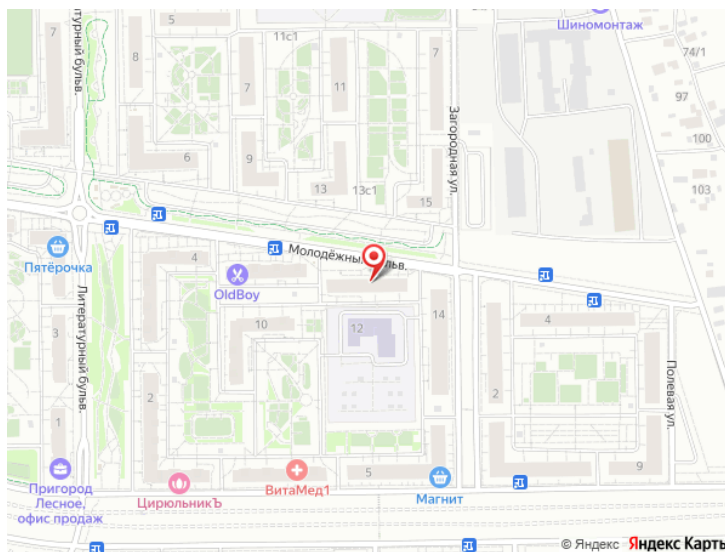 5
Шиномонтаж
Литературный бульв.
7
8
11с1
7
11
74/1
97
Загородная ул.
100
6
9
13
13с1
15
103
4
Молодёжный бульв.
Пятёрочка
OldBoy
Литературный бульв.
10
12
14
4
2
2
Полевая ул.
1
5
9
Пригород
Лесное,
офис продаж
ЦирюльникЪ
ВитаМед1
Магнит
© Яндекс Яндекс Карты